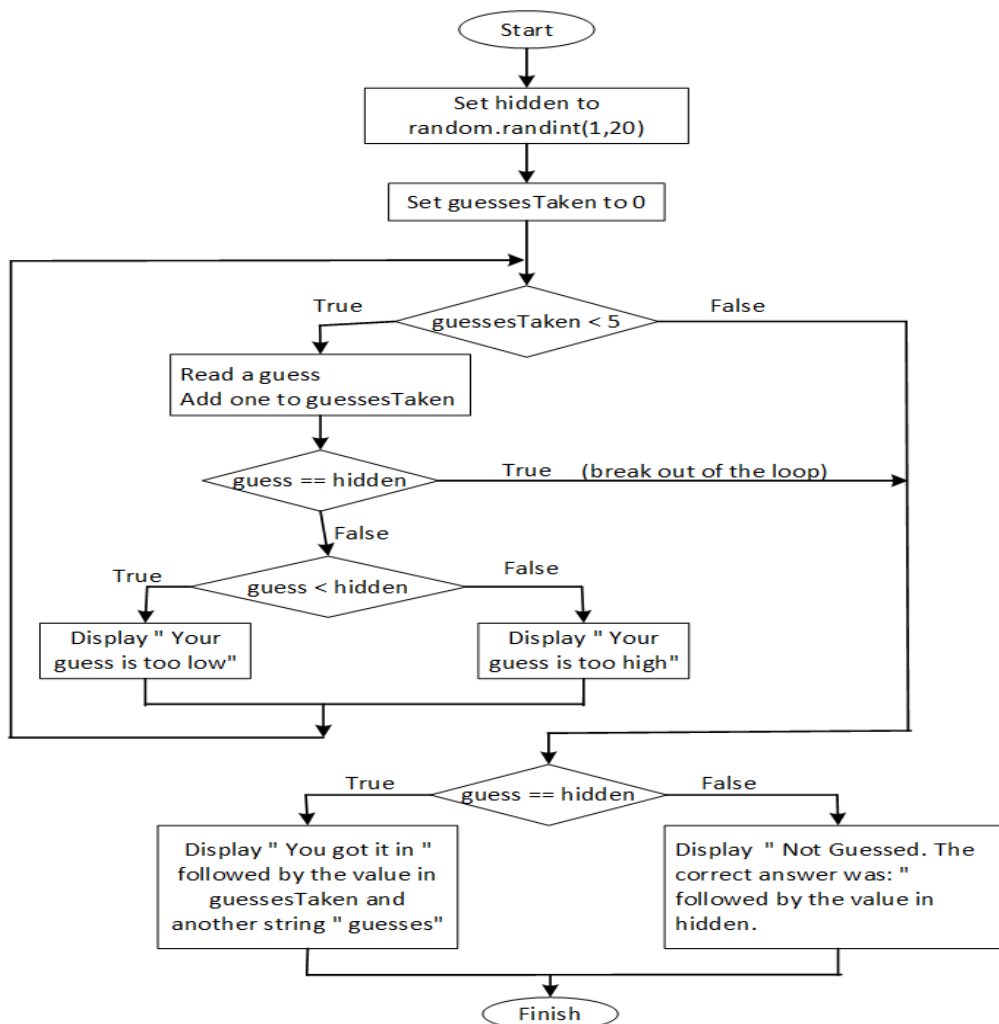 Start
Set hidden to
random.randint(1,20)
Set guessesTaken to 0
True
False
guessesTaken < 5
Read a guess
Add one to guessesTaken
guess == hidden
True (break out of the loop)
False
guess < hidden
True
False
Display " Your
guess is too low"
Display " Your
guess is too high"
True
False
guess == hidden
Display " You got it in "
followed by the value in
guessesTaken and
another string " guesses"
Display " Not Guessed. The
correct answer was: "
followed by the value in
hidden.
Finish